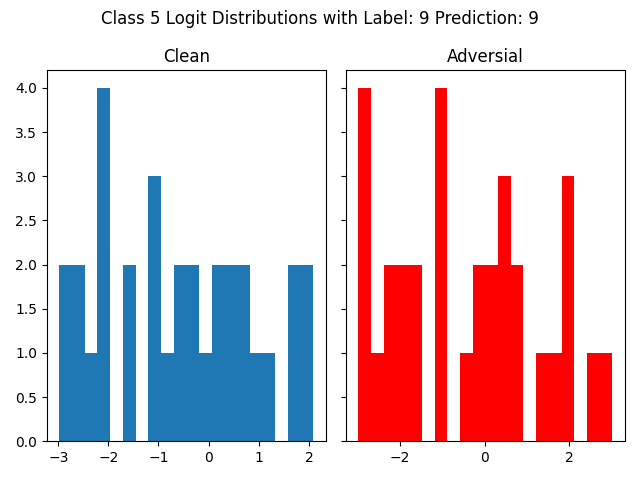 Class 5 Logit Distributions with Label: 9 Prediction: 9
Clean
Adversial
4.0
3.5
3.0
2.5
2.0
1.5
1.0
0.5
0.0
−3 −2 −1 0 1 2
−2 0 2